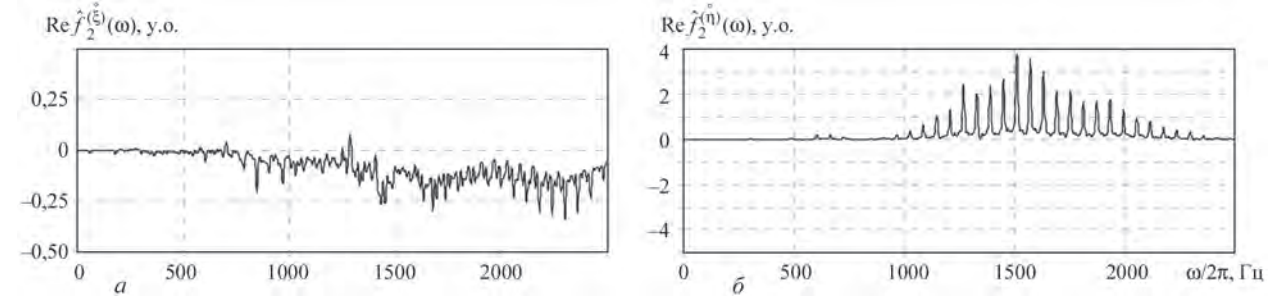 Re f̂₂^(ξ̊)(ω), у.о.
0,25
0
–0,25
–0,50
0 500 1000 1500 2000
а
Re f̂₂^(η̊)(ω), у.о.
4
2
0
–2
–4
0 500 1000 1500 2000 ω/2π, Гц
б